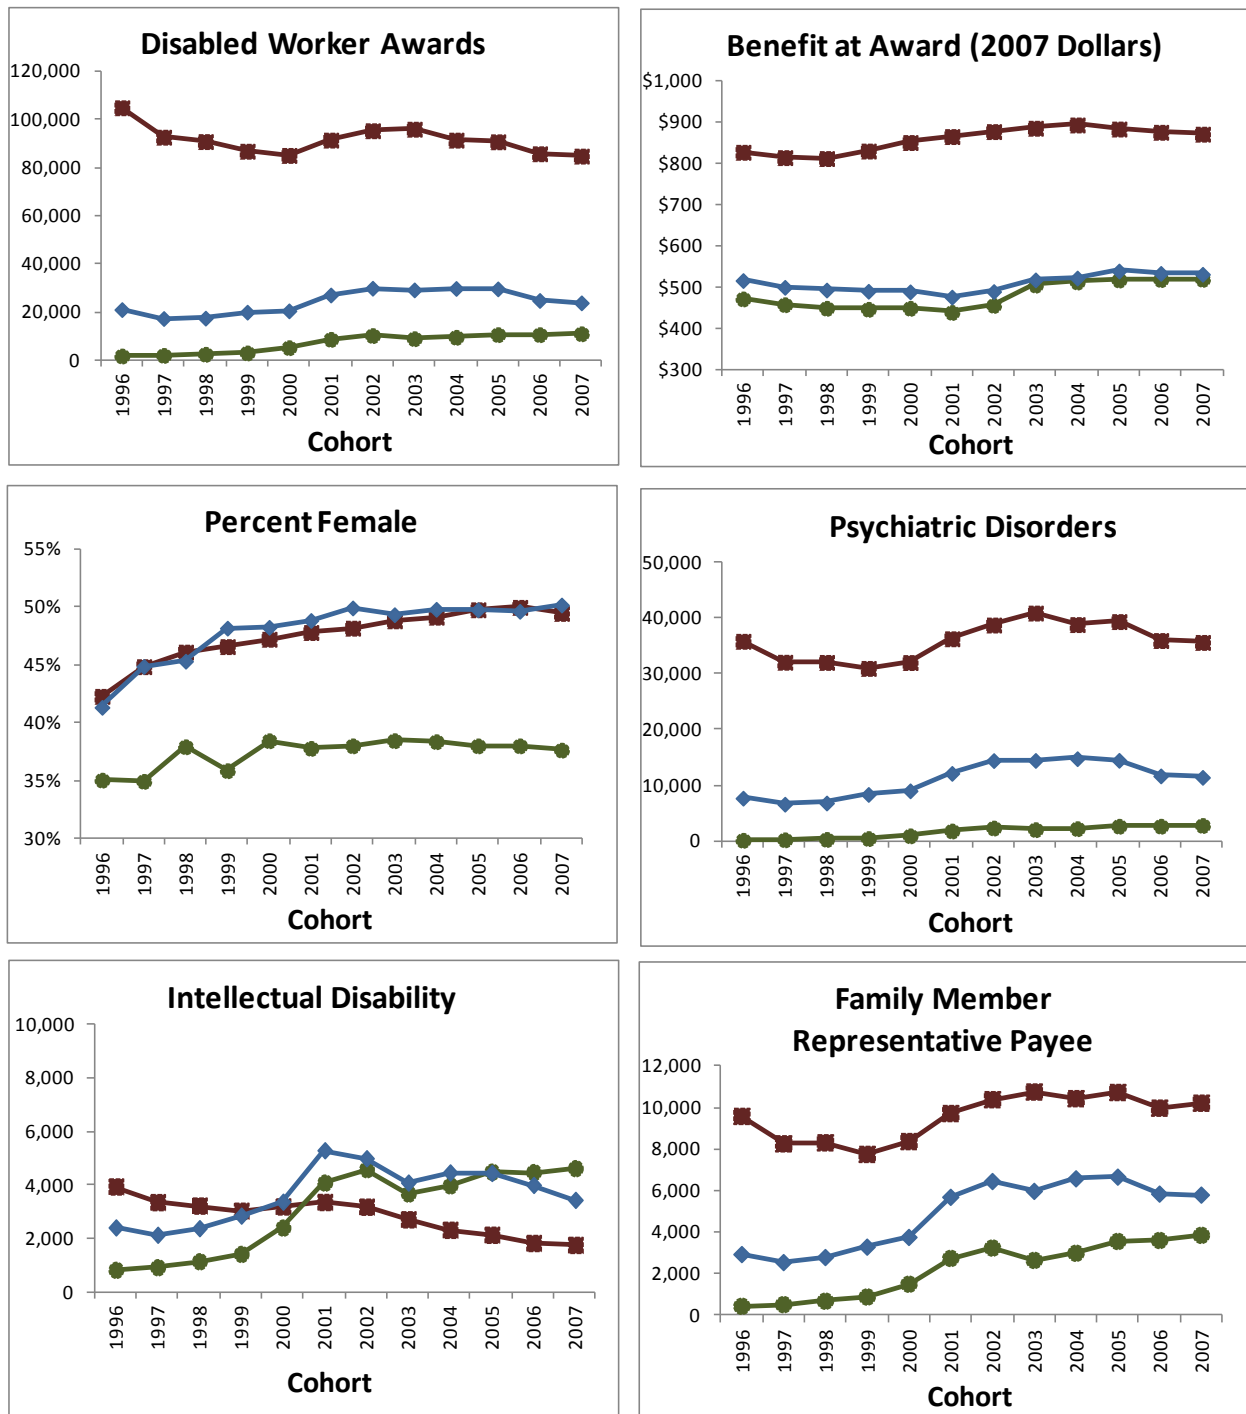 Disabled Worker Awards
120,000
100,000
80,000
60,000
40,000
20,000
0
1996 1997 1998 1999 2000 2001 2002 2003 2004 2005 2006 2007
Cohort
Benefit at Award (2007 Dollars)
$1,000
$900
$800
$700
$600
$500
$400
$300
1996 1997 1998 1999 2000 2001 2002 2003 2004 2005 2006 2007
Cohort
Percent Female
55%
50%
45%
40%
35%
30%
1996 1997 1998 1999 2000 2001 2002 2003 2004 2005 2006 2007
Cohort
Psychiatric Disorders
50,000
40,000
30,000
20,000
10,000
0
1996 1997 1998 1999 2000 2001 2002 2003 2004 2005 2006 2007
Cohort
Intellectual Disability
10,000
8,000
6,000
4,000
2,000
0
1996 1997 1998 1999 2000 2001 2002 2003 2004 2005 2006 2007
Cohort
Family Member
Representative Payee
12,000
10,000
8,000
6,000
4,000
2,000
0
1996 1997 1998 1999 2000 2001 2002 2003 2004 2005 2006 2007
Cohort